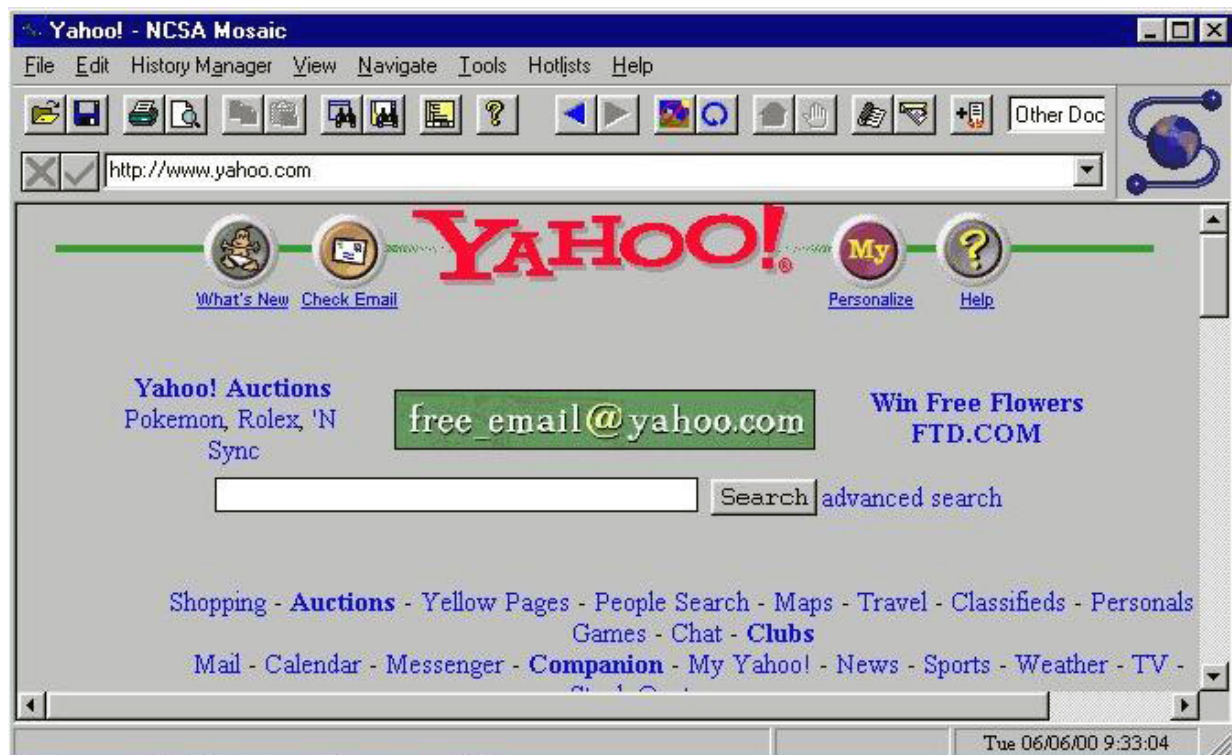 Yahoo! - NCSA Mosaic
File Edit History Manager View Navigate Tools Hotlists Help
Other Doc
http://www.yahoo.com
YAHOO!®
My
What's New Check Email Personalize Help
Yahoo! Auctions
Pokemon, Rolex, 'N
Sync
free_email@yahoo.com
Win Free Flowers
FTD.COM
Search advanced search
Shopping - Auctions - Yellow Pages - People Search - Maps - Travel - Classifieds - Personals
Games - Chat - Clubs
Mail - Calendar - Messenger - Companion - My Yahoo! - News - Sports - Weather - TV -
Tue 06/06/00 9:33:04